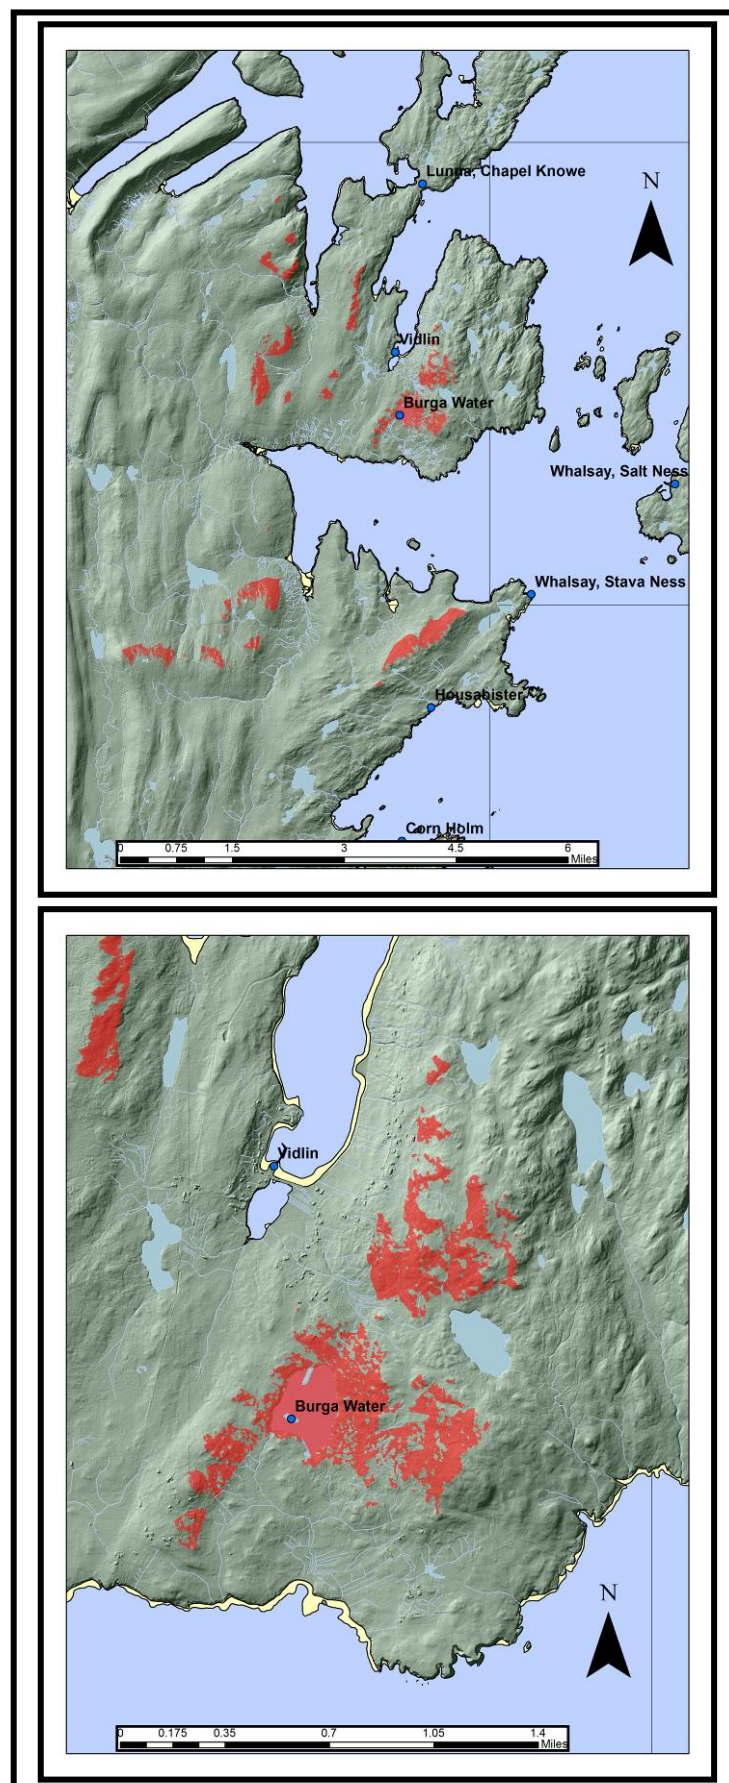 Lunna, Chapel Knowe
N
Vidlin
Burga Water
Whalsay, Salt Ness
Whalsay, Stava Ness
Housabister
Corn Holm
0 0.75 1.5 3 4.5 6
Miles
Vidlin
Burga Water
N
0 0.175 0.35 0.7 1.05 1.4
Miles